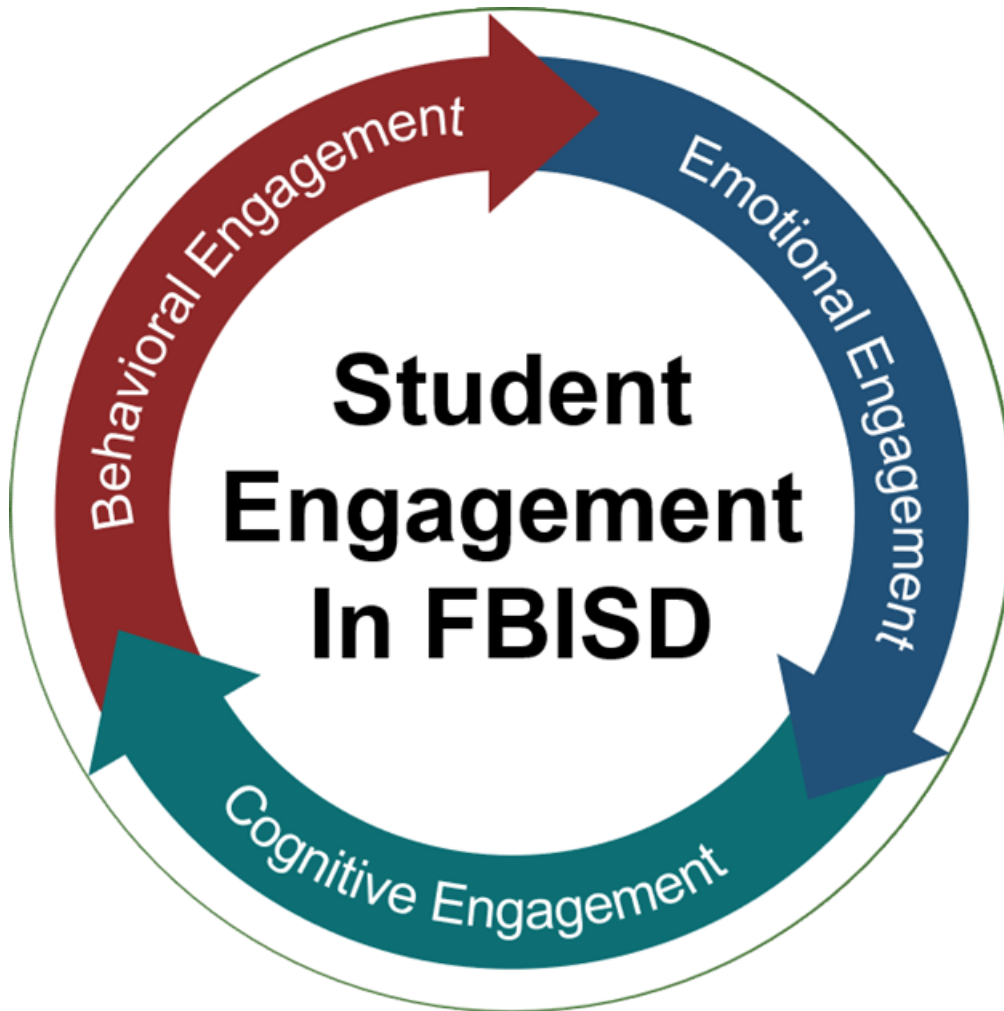 Behavioral Engagement
Emotional Engagement
Student
Engagement
In FBISD
Cognitive Engagement